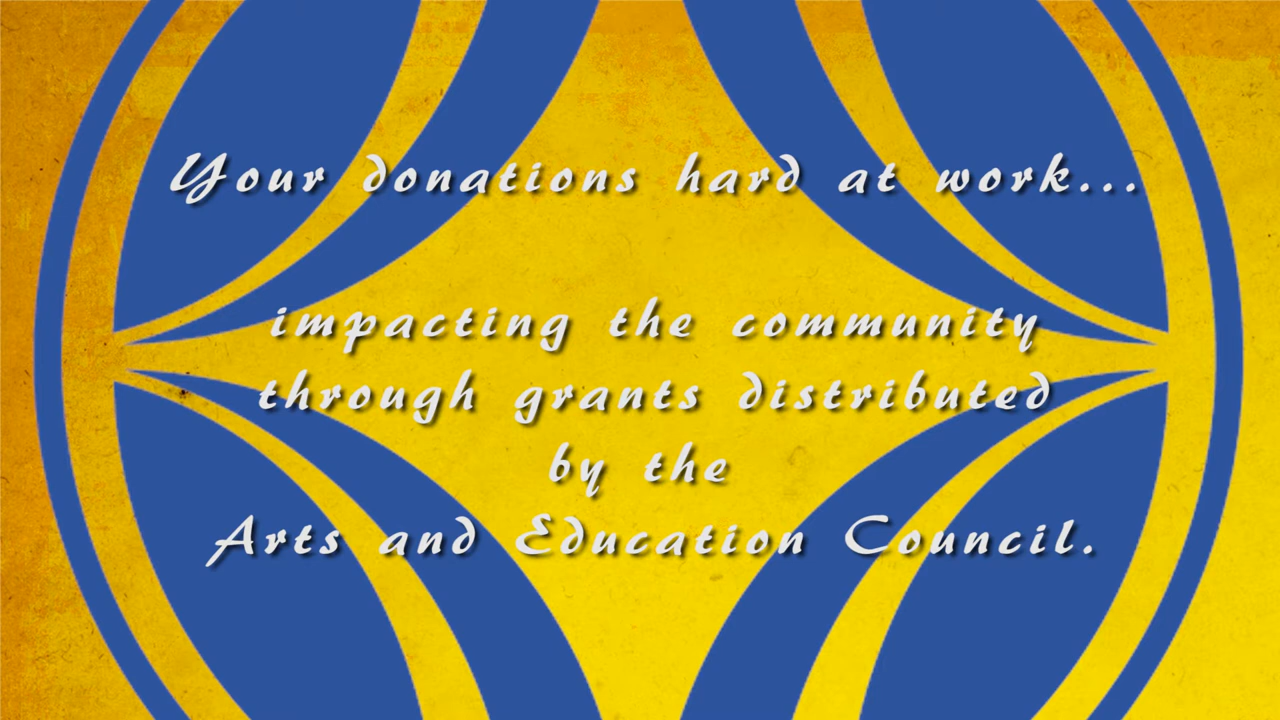 Your donations hard at work...
impacting the community
through grants distributed
by the
Arts and Education Council.